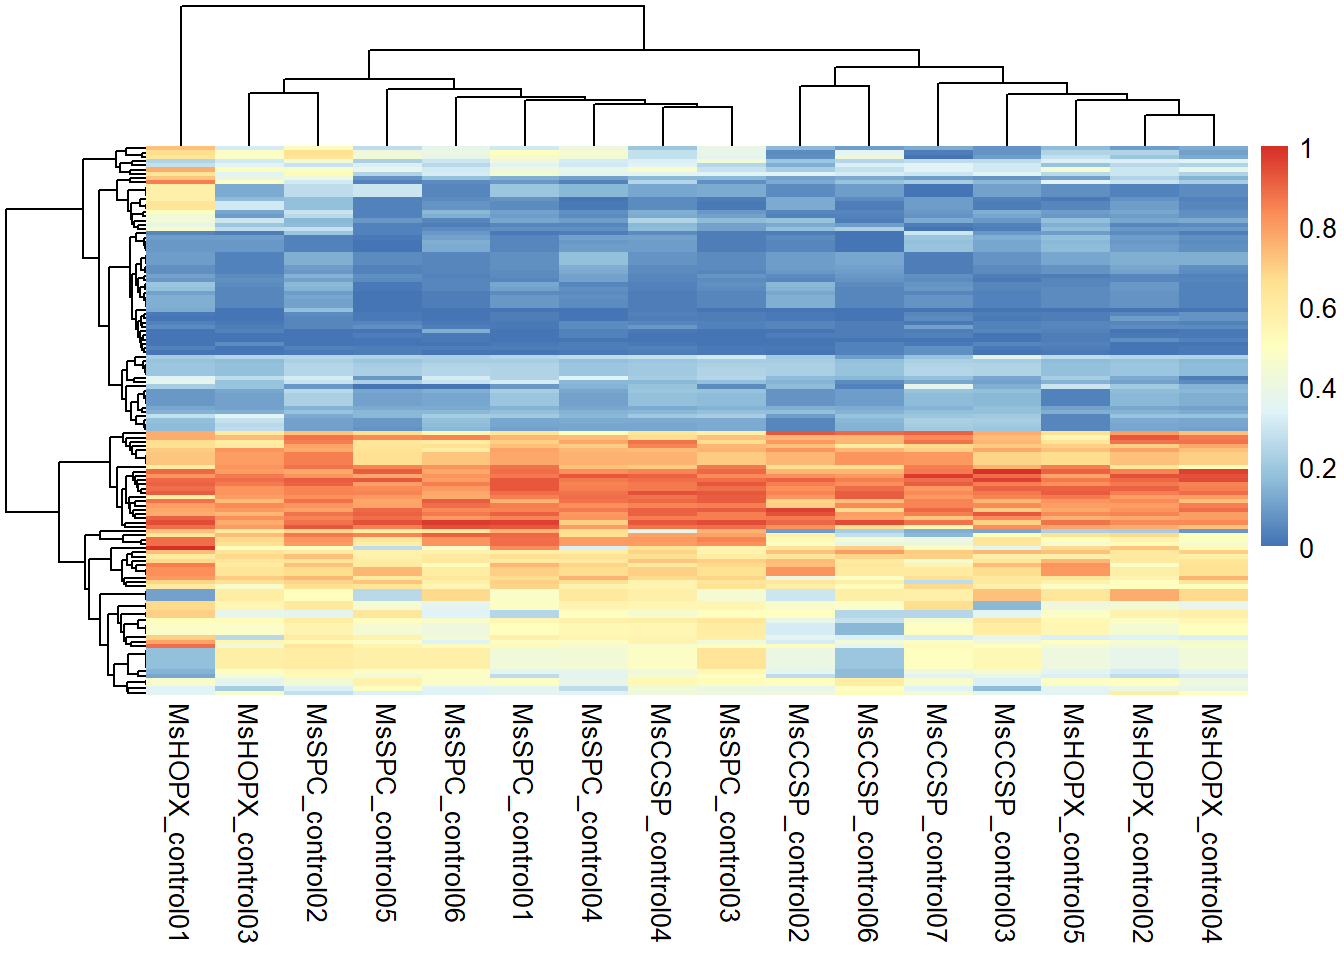 1
0.8
0.6
0.4
0.2
0
MsHOPX_control01
MsHOPX_control03
MsSPC_control02
MsSPC_control05
MsSPC_control06
MsSPC_control01
MsSPC_control04
MsCCSP_control04
MsSPC_control03
MsCCSP_control02
MsCCSP_control06
MsCCSP_control07
MsCCSP_control03
MsHOPX_control05
MsHOPX_control02
MsHOPX_control04